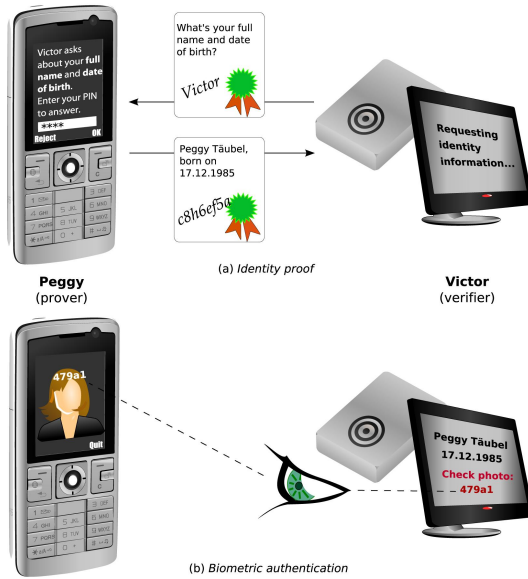 Victor asks
about your full
name and date
of birth.
Enter your PIN
to answer.
****
Reject OK
What's your full
name and date
of birth?
Victor
Peggy Täubel,
born on
17.12.1985
c8h6ef5a
Requesting
identity
information...
(a) Identity proof
Peggy
(prover)
Victor
(verifier)
479a1
Quit
Peggy Täubel
17.12.1985
Check photo:
479a1
(b) Biometric authentication